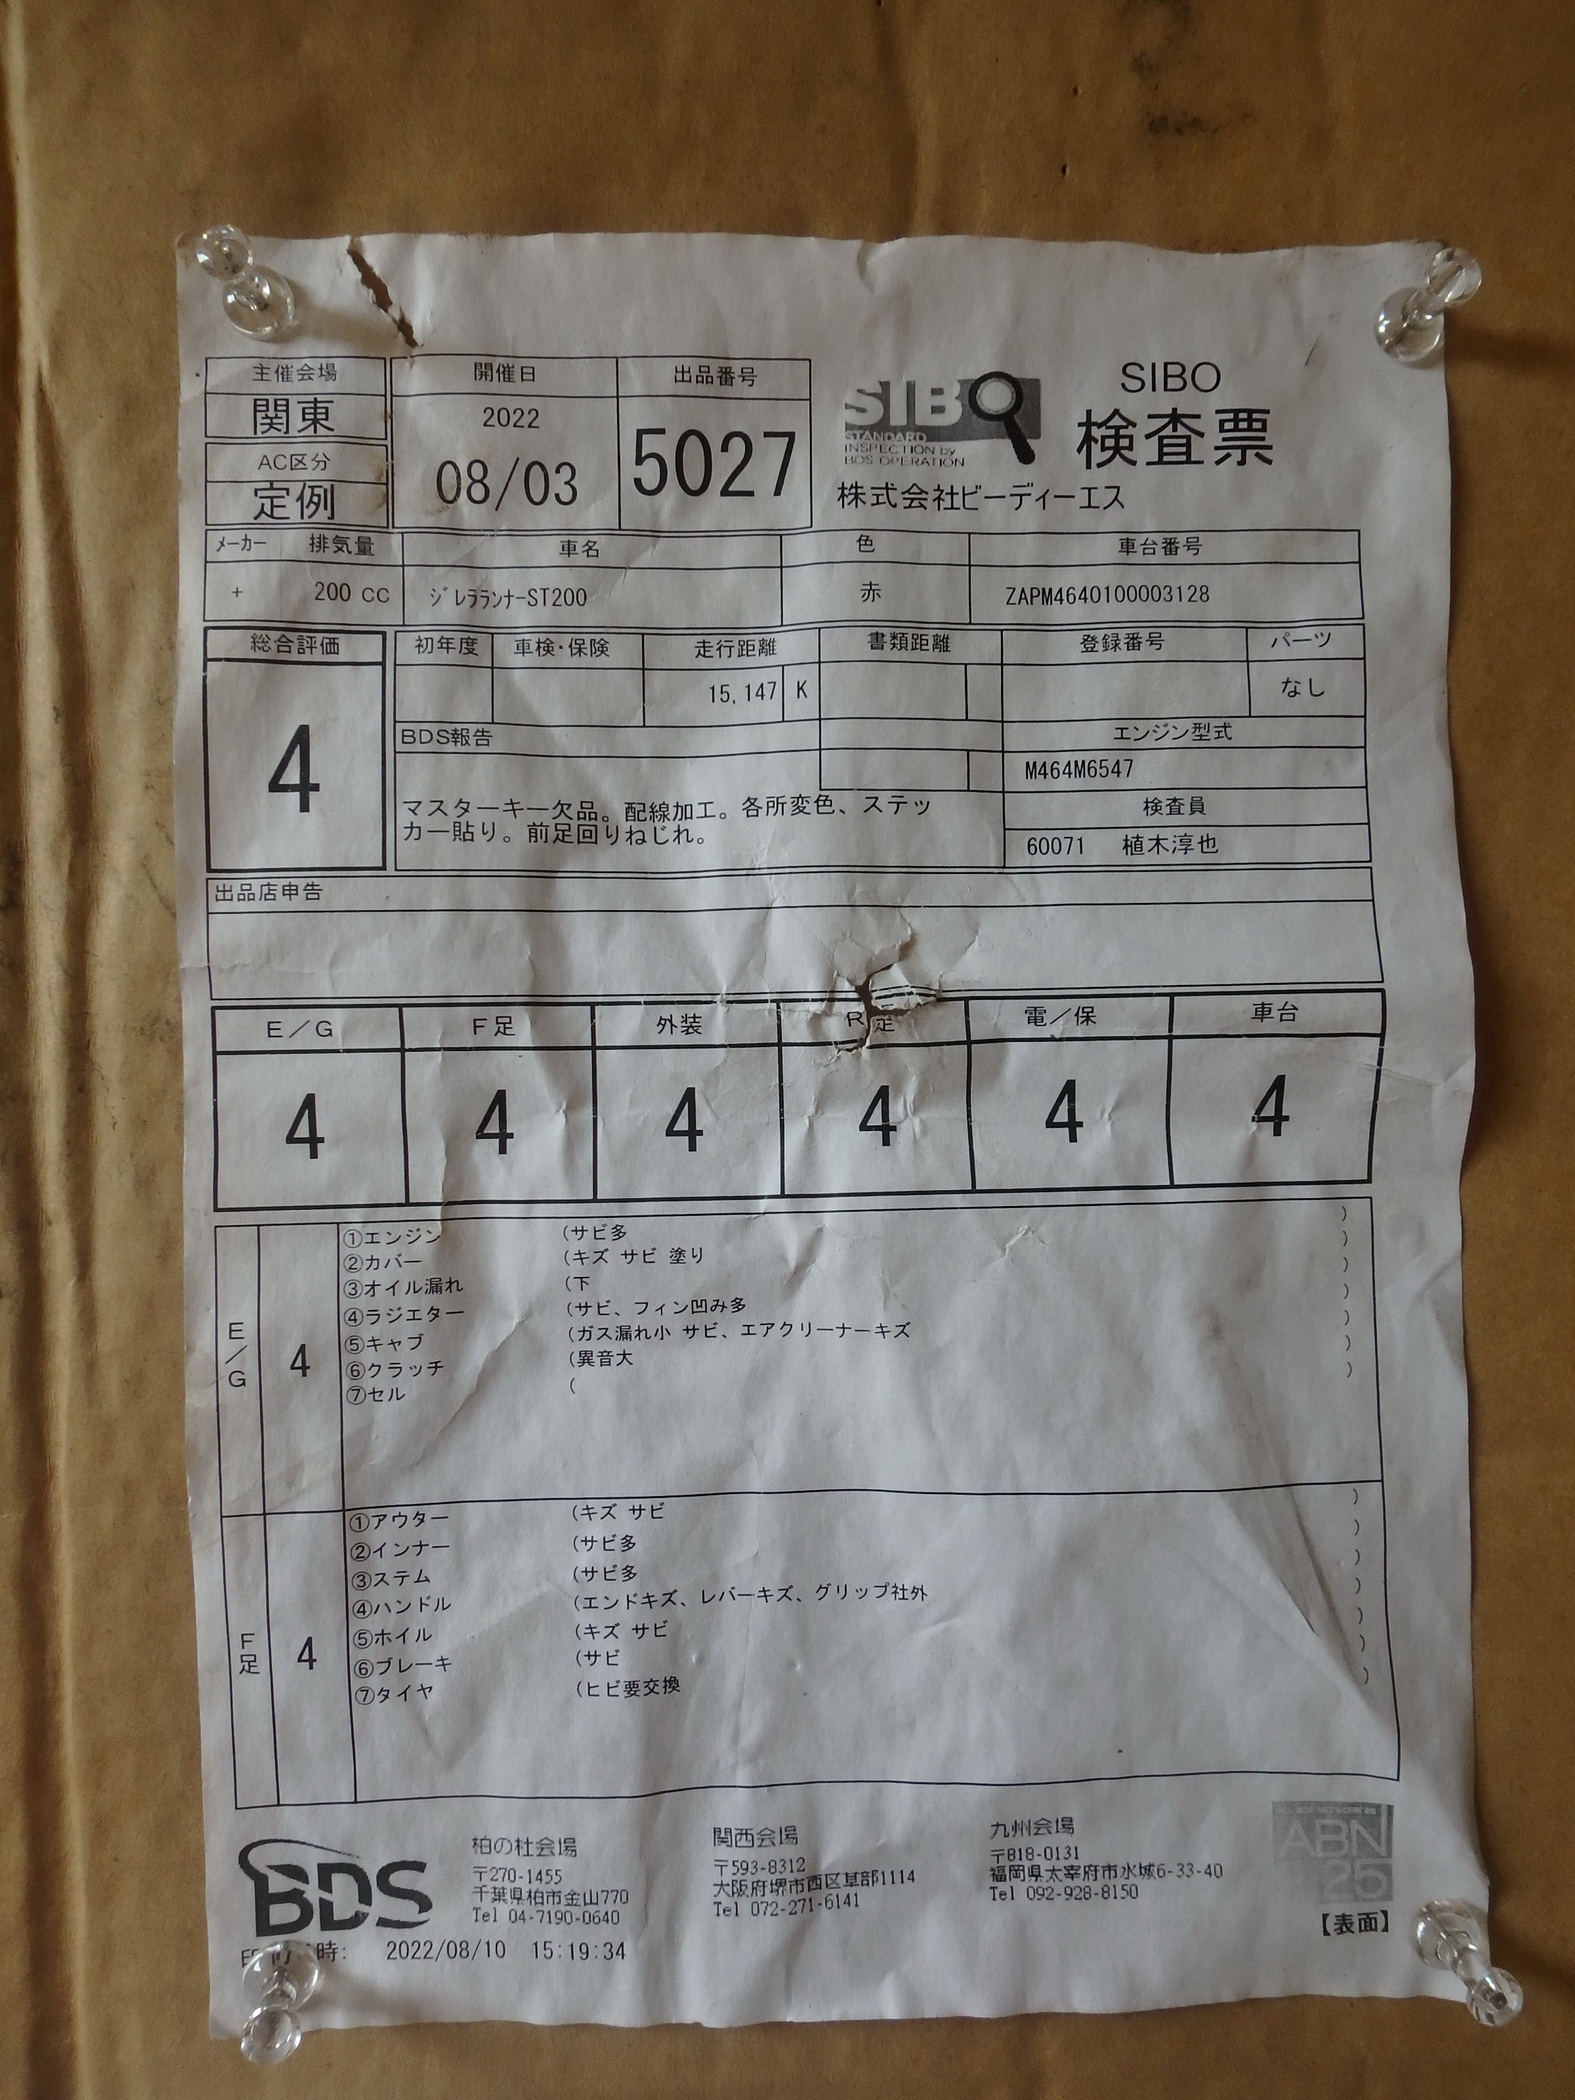 主催会場
関東
AC区分
定例
開催日
2022
08/03
出品番号
5027
SIBO
STANDARD
INSPECTION by
BDS OPERATION
SIBO
検査票
株式会社ビーディーエス
メーカー 排気量 車名 色 車台番号
+ 200 CC ジレラランナーST200 赤 ZAPM4640100003128
総合評価 初年度 車検・保険 走行距離 書類距離 登録番号 パーツ
4
15,147 K なし
BDS報告
マスターキー欠品。配線加工。各所変色、ステッ
カー貼り。前足回りねじれ。
エンジン型式
M464M6547
検査員
60071 植木淳也
出品店申告
E/G F足 外装 R足 電/保 車台
4 4 4 4 4 4
E/G 4
①エンジン (サビ多 )
②カバー (キズ サビ 塗り )
③オイル漏れ (下 )
④ラジエター (サビ、フィン凹み多 )
⑤キャブ (ガス漏れ小 サビ、エアクリーナーキズ )
⑥クラッチ (異音大 )
⑦セル ( )
F足 4
①アウター (キズ サビ )
②インナー (サビ多 )
③ステム (サビ多 )
④ハンドル (エンドキズ、レバーキズ、グリップ社外 )
⑤ホイル (キズ サビ )
⑥ブレーキ (サビ )
⑦タイヤ (ヒビ要交換 )
BDS
柏の杜会場
〒270-1455
千葉県柏市金山770
Tel 04-7190-0640
関西会場
〒593-8312
大阪府堺市西区草部1114
Tel 072-271-6141
九州会場
〒818-0131
福岡県太宰府市水城6-33-40
Tel 092-928-8150
ABN
25
【表面】
時: 2022/08/10 15:19:34